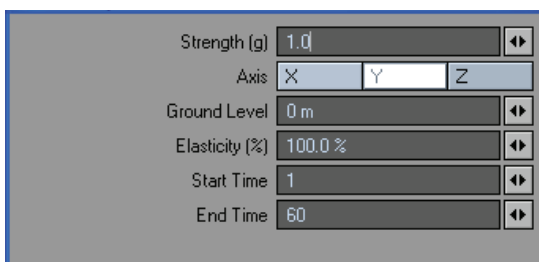 Strength (g) 1.0
Axis X Y Z
Ground Level 0 m
Elasticity (%) 100.0 %
Start Time 1
End Time 60